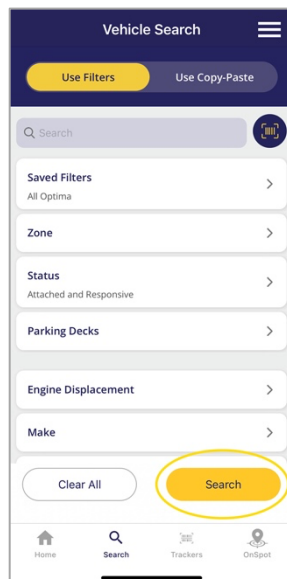 Vehicle Search
Use Filters
Use Copy-Paste
Search
Saved Filters
All Optima
Zone
Status
Attached and Responsive
Parking Decks
Engine Displacement
Make
Clear All
Search
Home
Search
Trackers
OnSpot